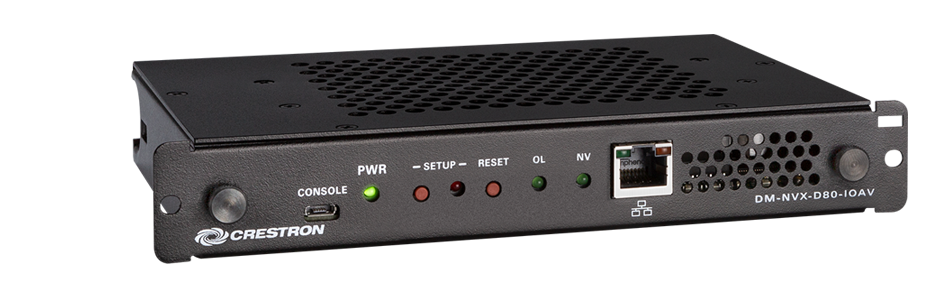 PWR
CONSOLE
SETUP
RESET
OL
NV
CRESTRON
DM-NVX-D80-IOAV